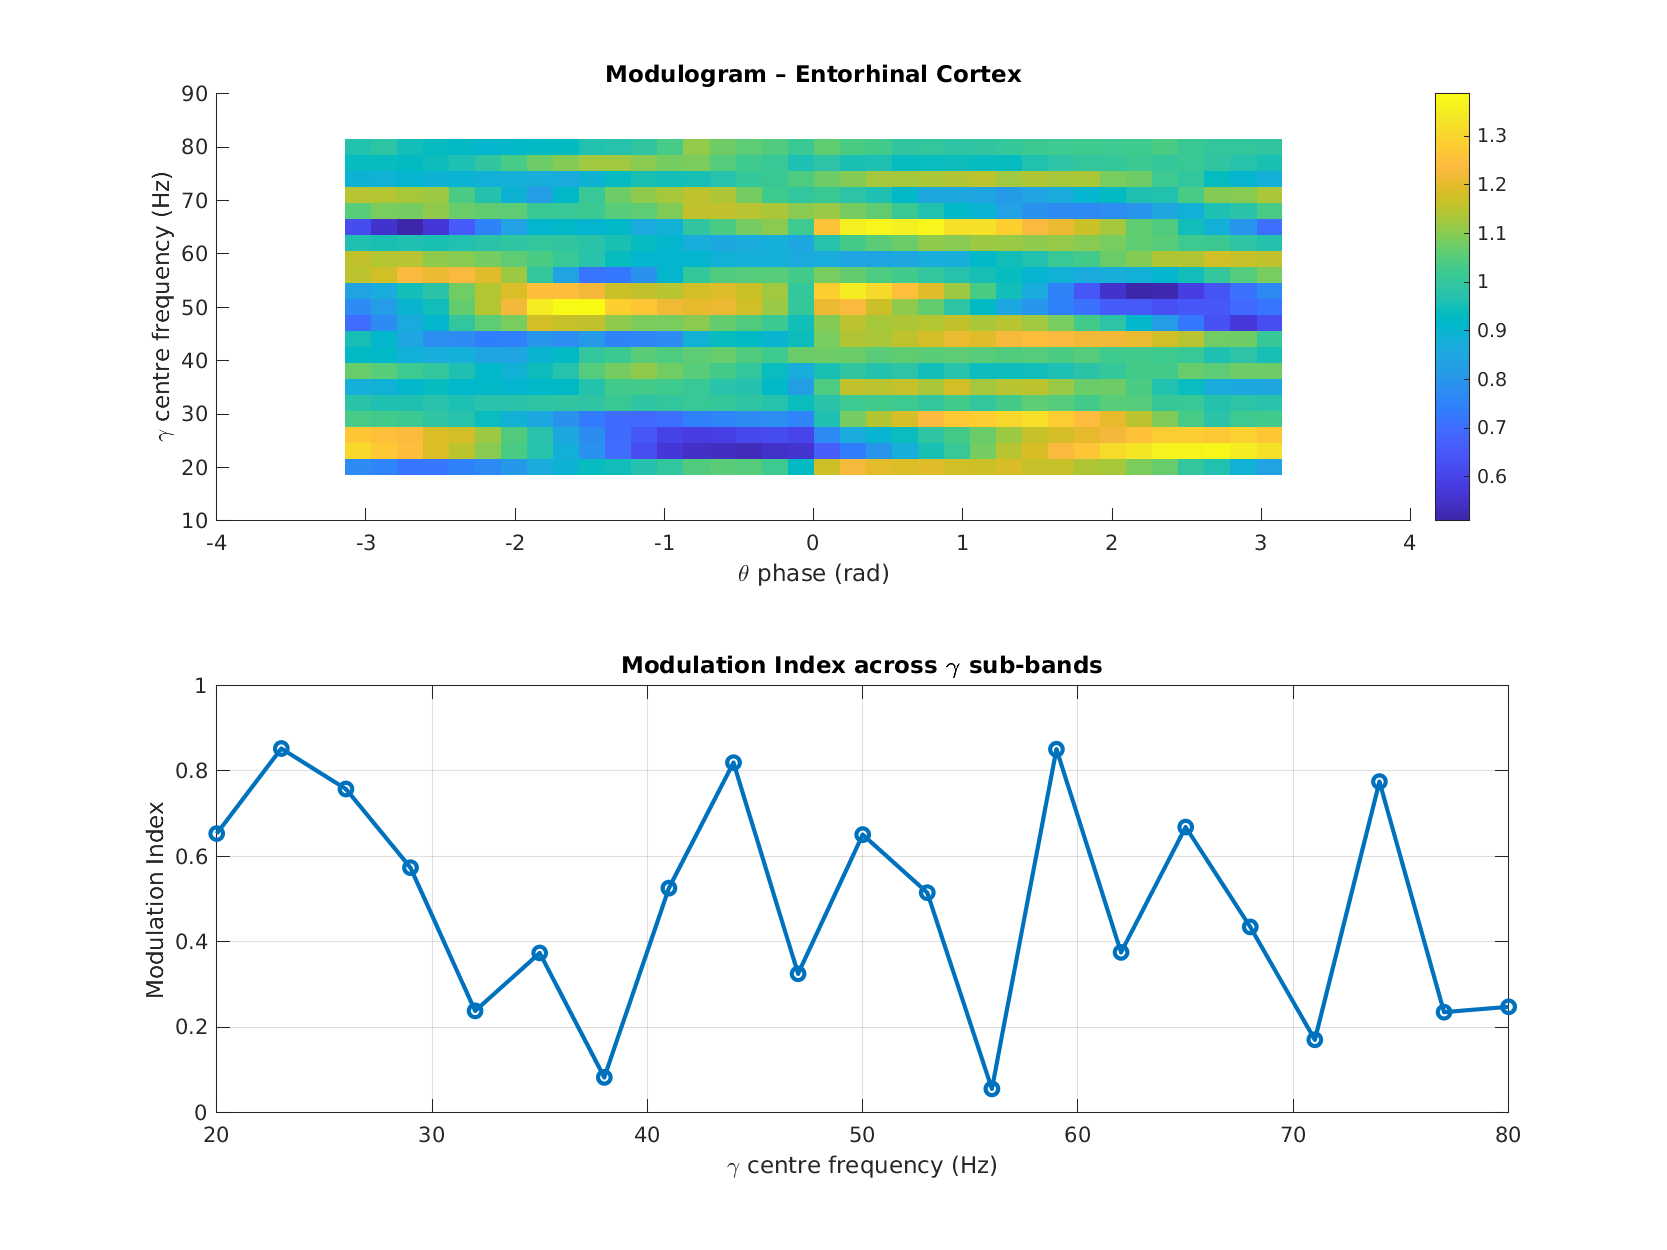 Modulogram – Entorhinal Cortex
90
80
70
60
50
40
30
20
10
γ centre frequency (Hz)
-4 -3 -2 -1 0 1 2 3 4
θ phase (rad)
1.3
1.2
1.1
1
0.9
0.8
0.7
0.6
Modulation Index across γ sub-bands
1
0.8
0.6
0.4
0.2
0
Modulation Index
20 30 40 50 60 70 80
γ centre frequency (Hz)